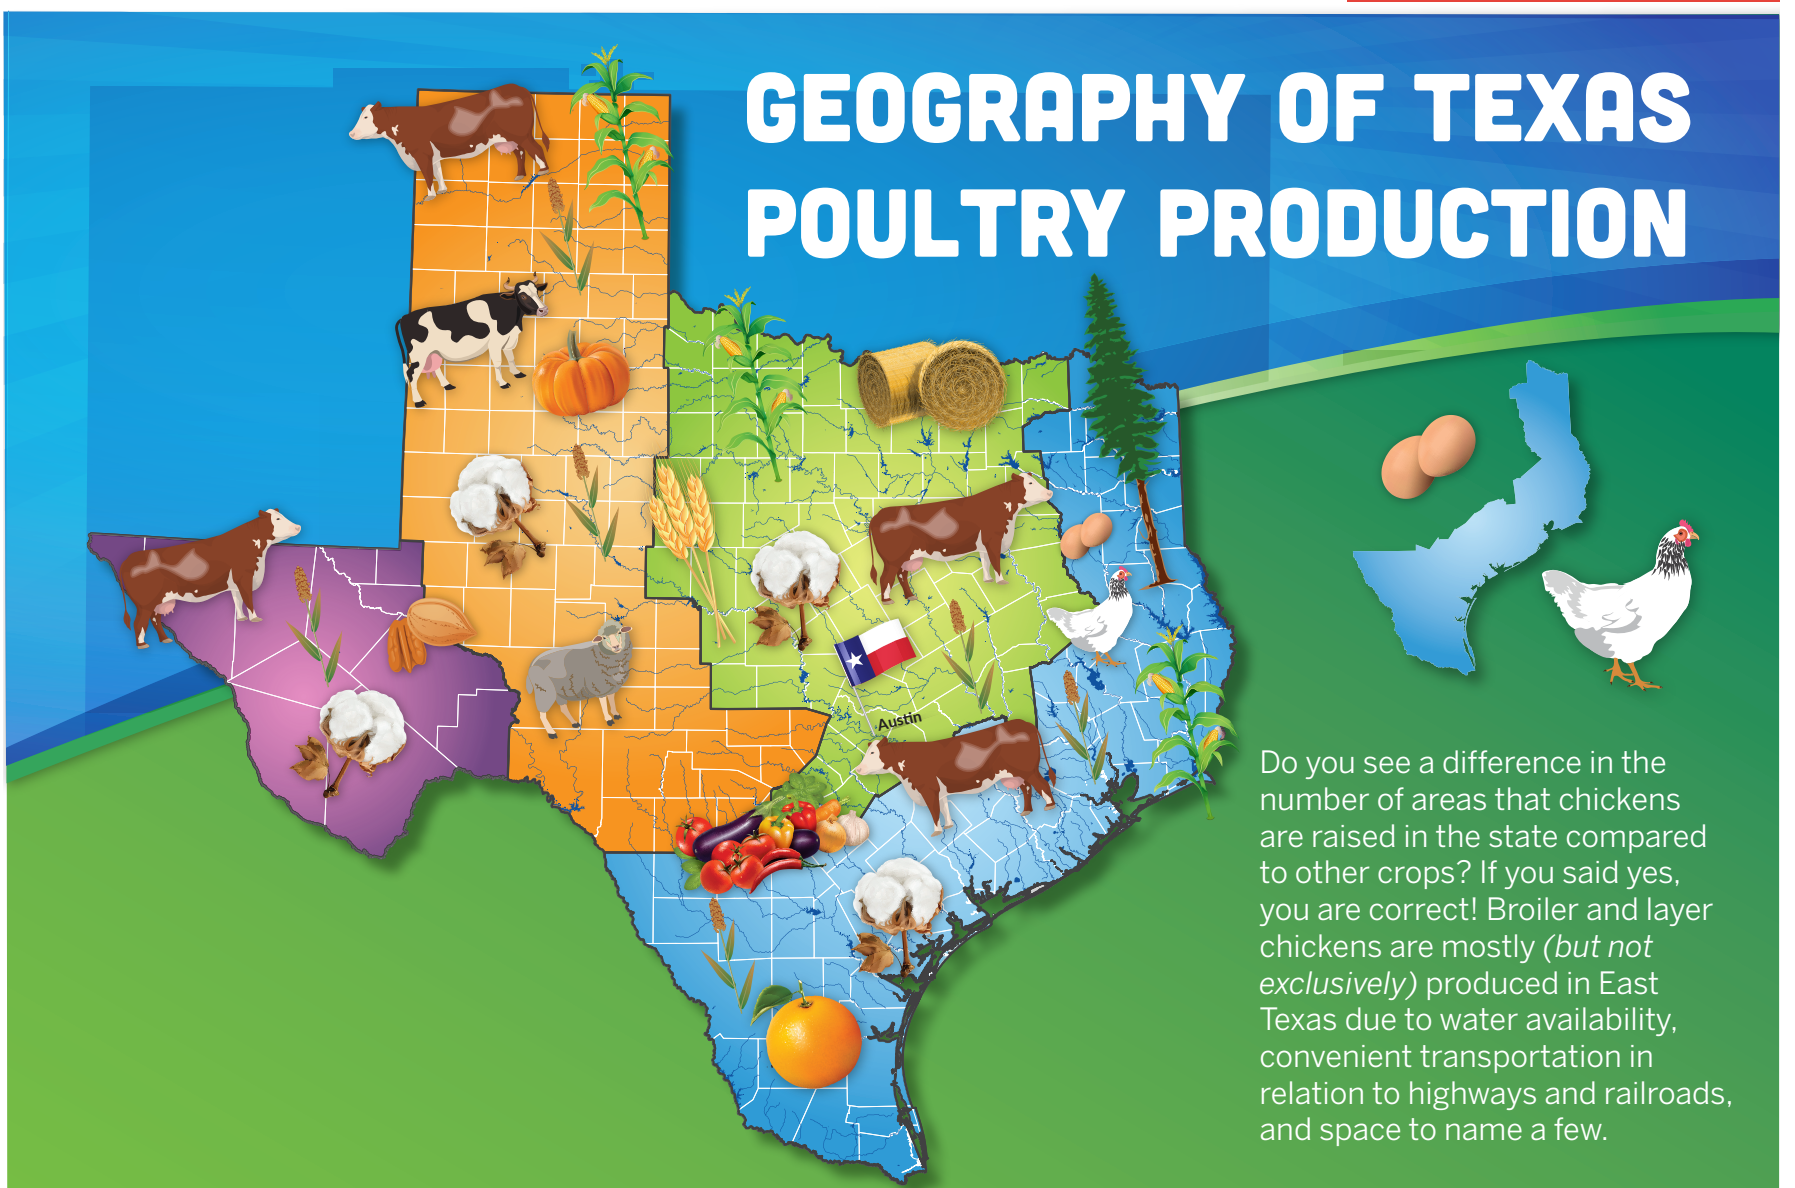 GEOGRAPHY OF TEXAS
POULTRY PRODUCTION
Austin
Do you see a difference in the
number of areas that chickens
are raised in the state compared
to other crops? If you said yes,
you are correct! Broiler and layer
chickens are mostly (but not
exclusively) produced in East
Texas due to water availability,
convenient transportation in
relation to highways and railroads,
and space to name a few.